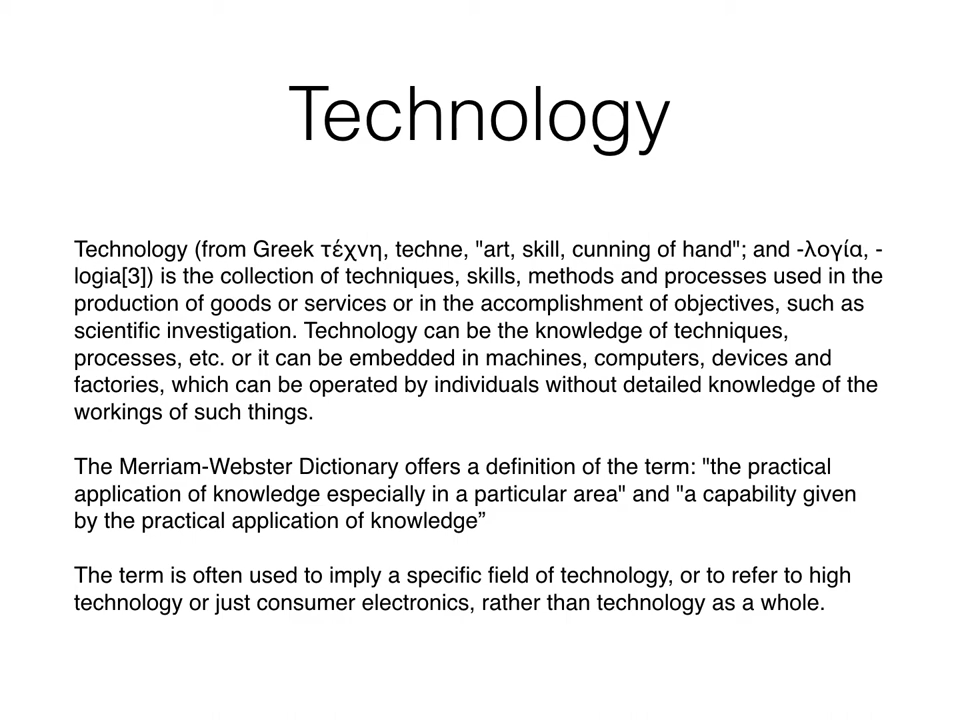 Technology
Technology (from Greek τέχνη, techne, "art, skill, cunning of hand"; and -λογία, -
logia[3]) is the collection of techniques, skills, methods and processes used in the
production of goods or services or in the accomplishment of objectives, such as
scientific investigation. Technology can be the knowledge of techniques,
processes, etc. or it can be embedded in machines, computers, devices and
factories, which can be operated by individuals without detailed knowledge of the
workings of such things.
The Merriam-Webster Dictionary offers a definition of the term: "the practical
application of knowledge especially in a particular area" and "a capability given
by the practical application of knowledge”
The term is often used to imply a specific field of technology, or to refer to high
technology or just consumer electronics, rather than technology as a whole.